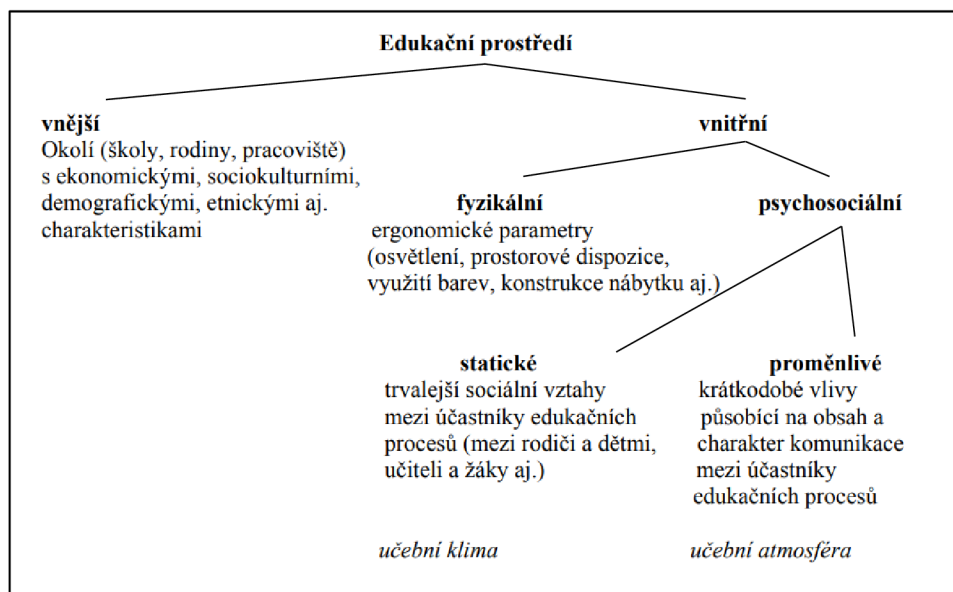 Edukační prostředí
vnější
Okolí (školy, rodiny, pracoviště)
s ekonomickými, sociokulturními,
demografickými, etnickými aj.
charakteristikami
vnitřní
fyzikální
ergonomické parametry
(osvětlení, prostorové dispozice,
využití barev, konstrukce nábytku aj.)
psychosociální
statické
trvalejší sociální vztahy
mezi účastníky edukačních
procesů (mezi rodiči a dětmi,
učiteli a žáky aj.)
učební klima
proměnlivé
krátkodobé vlivy
působící na obsah a
charakter komunikace
mezi účastníky
edukačních procesů
učební atmosféra